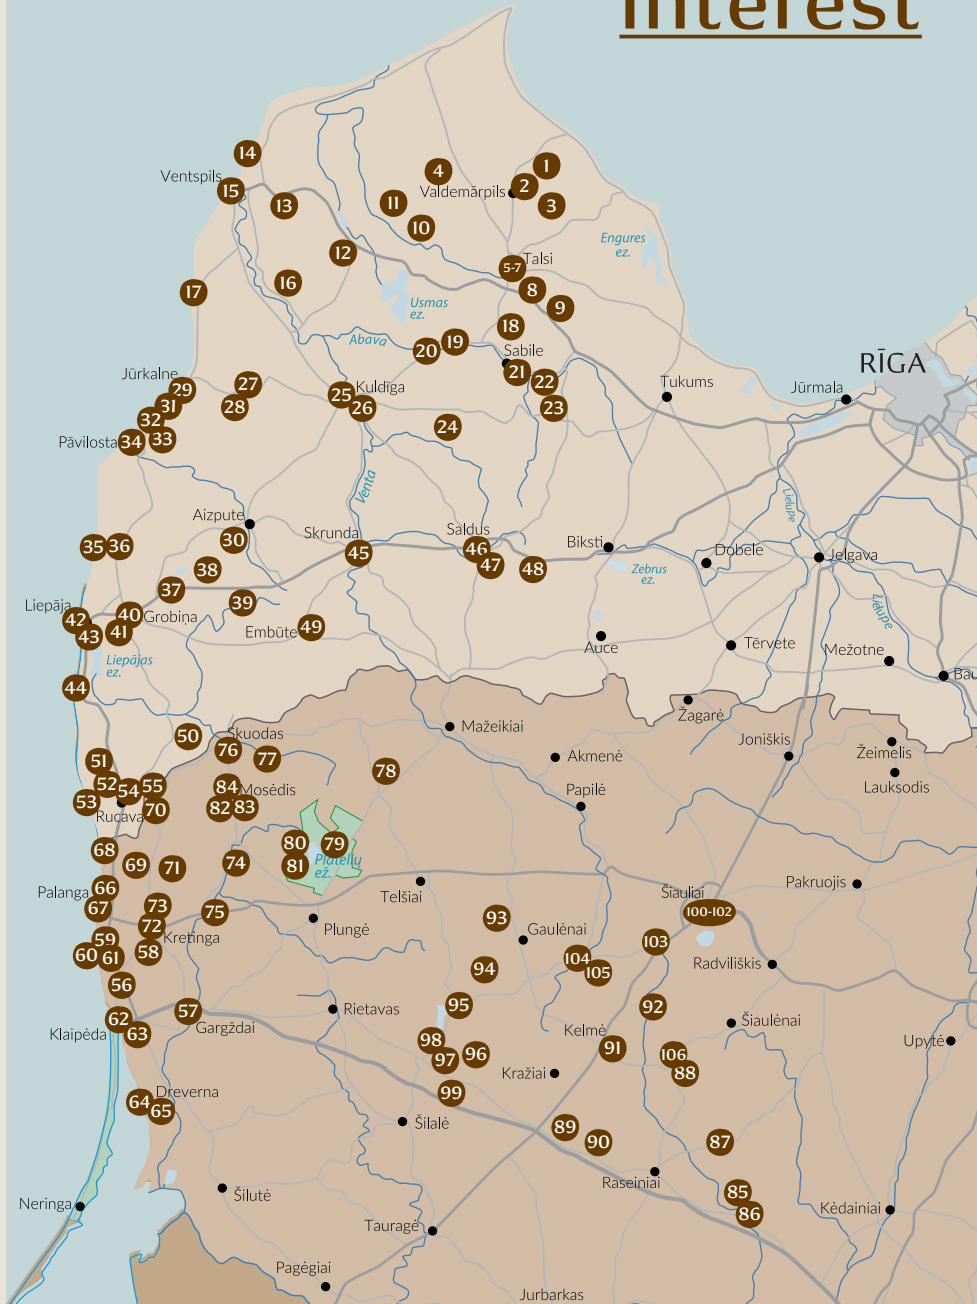 interest
14
1
4
Ventspils
15
Valdemārpils
2
13
11
3
10
Engures
ez.
12
5-7
Talsi
16
8
17
Usmas
ez.
9
18
Abava
19
20
Sabile
Jūrkalne
21
RĪGA
29
27
25
Kuldīga
22
Tukums
Jūrmala
31
28
26
23
32
24
Pāvilosta
34
33
Venta
Lielupe
Aizpute
Skrunda
Saldus
35
36
30
45
46
Biksti
47
48
Zebrus
ez.
Dobele
Jelgava
38
37
39
Liepāja
42
40
Grobiņa
Lielupe
43
41
Embūte
49
Auce
Tērvete
Mežotne
Liepājas
ez.
Bau
44
Žagarė
50
Škuodas
Mažeikiai
Joniškis
Žeimelis
76
51
77
Akmenė
78
Lauksodis
52
54
55
84
Mosėdis
Papilė
53
Rucava
70
82
83
68
80
79
69
71
74
81
Platelių
ež.
Telšiai
Šiauliai
Pakruojis
Palanga
66
67
73
75
93
100-102
72
Kretinga
Plungė
Gaulėnai
59
60
61
58
103
104
105
Radviliškis
94
56
57
95
92
62
Gargždai
Rietavas
Šiaulėnai
Klaipėda
63
Kelmė
98
91
Upytė
97
96
106
Kražiai
88
64
Dreverna
65
99
Šilalė
89
90
87
Raseiniai
85
Neringa
Šilutė
86
Kėdainiai
Tauragė
Pagėgiai
Jurbarkas